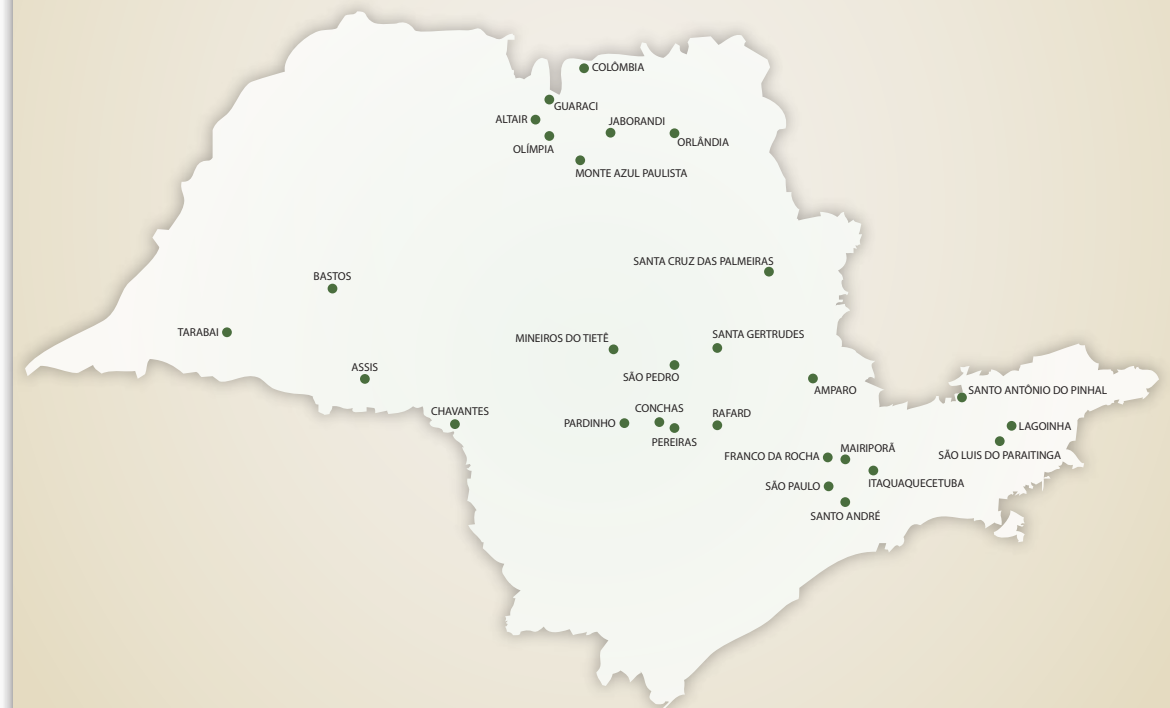 COLÔMBIA
GUARACI
ALTAIR
JABORANDI
ORLÂNDIA
OLÍMPIA
MONTE AZUL PAULISTA
SANTA CRUZ DAS PALMEIRAS
BASTOS
TARABAI
SANTA GERTRUDES
MINEIROS DO TIETÊ
ASSIS
SÃO PEDRO
AMPARO
SANTO ANTÔNIO DO PINHAL
CHAVANTES
CONCHAS
RAFARD
PARDINHO
LAGOINHA
PEREIRAS
MAIRIPORÃ
FRANCO DA ROCHA
SÃO LUIS DO PARAITINGA
ITAQUAQUECETUBA
SÃO PAULO
SANTO ANDRÉ